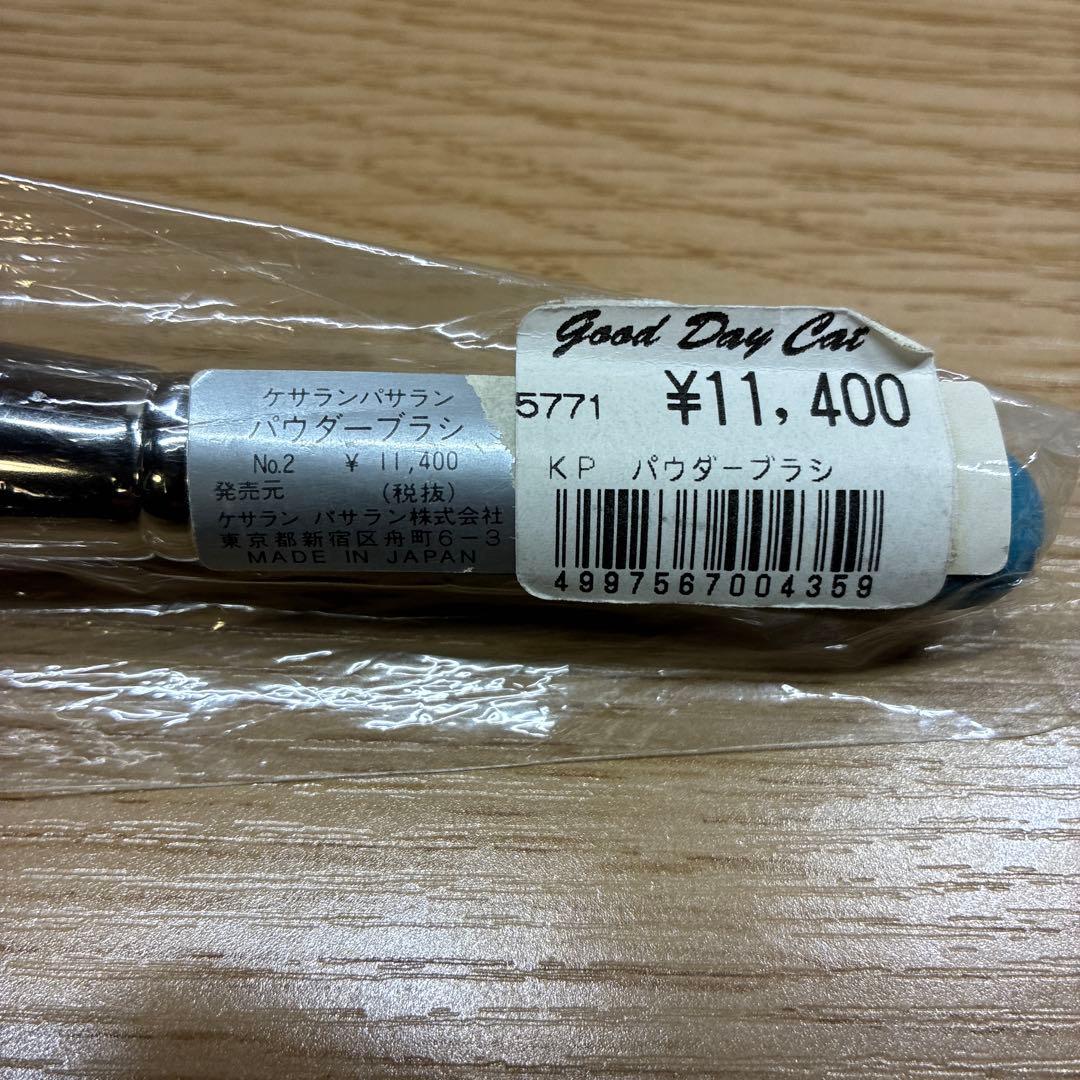 ケサランパサラン
パウダーブラシ
No.2 ¥ 11,400
発売元 (税抜)
ケサラン パサラン株式会社
東京都新宿区舟町6-3
MADE IN JAPAN
Good Day Cat
5771 ¥11,400
KP パウダーブラシ
4997567004359